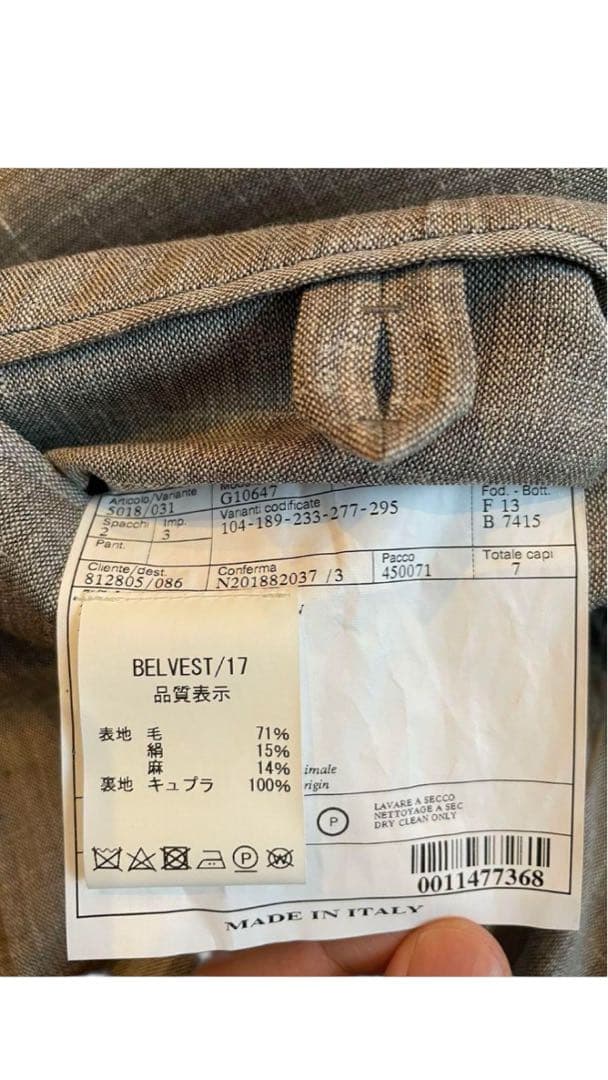 Articolo/Variante
5018/031
G10647
Spacchi
2
Imp.
3
Pant.
Varianti codificate
104-189-233-277-295
Fod. - Bott.
F 13
B 7415
Cliente/dest.
812805/086
Conferma
N201882037 /3
Pacco
450071
Totale capi
7
BELVEST/17
品質表示
表地 毛 71%
絹 15%
麻 14%
裏地 キュプラ 100%
imale
rigin
P
LAVARE A SECCO
NETTOYAGE A SEC
DRY CLEAN ONLY
P
W
0011477368
MADE IN ITALY